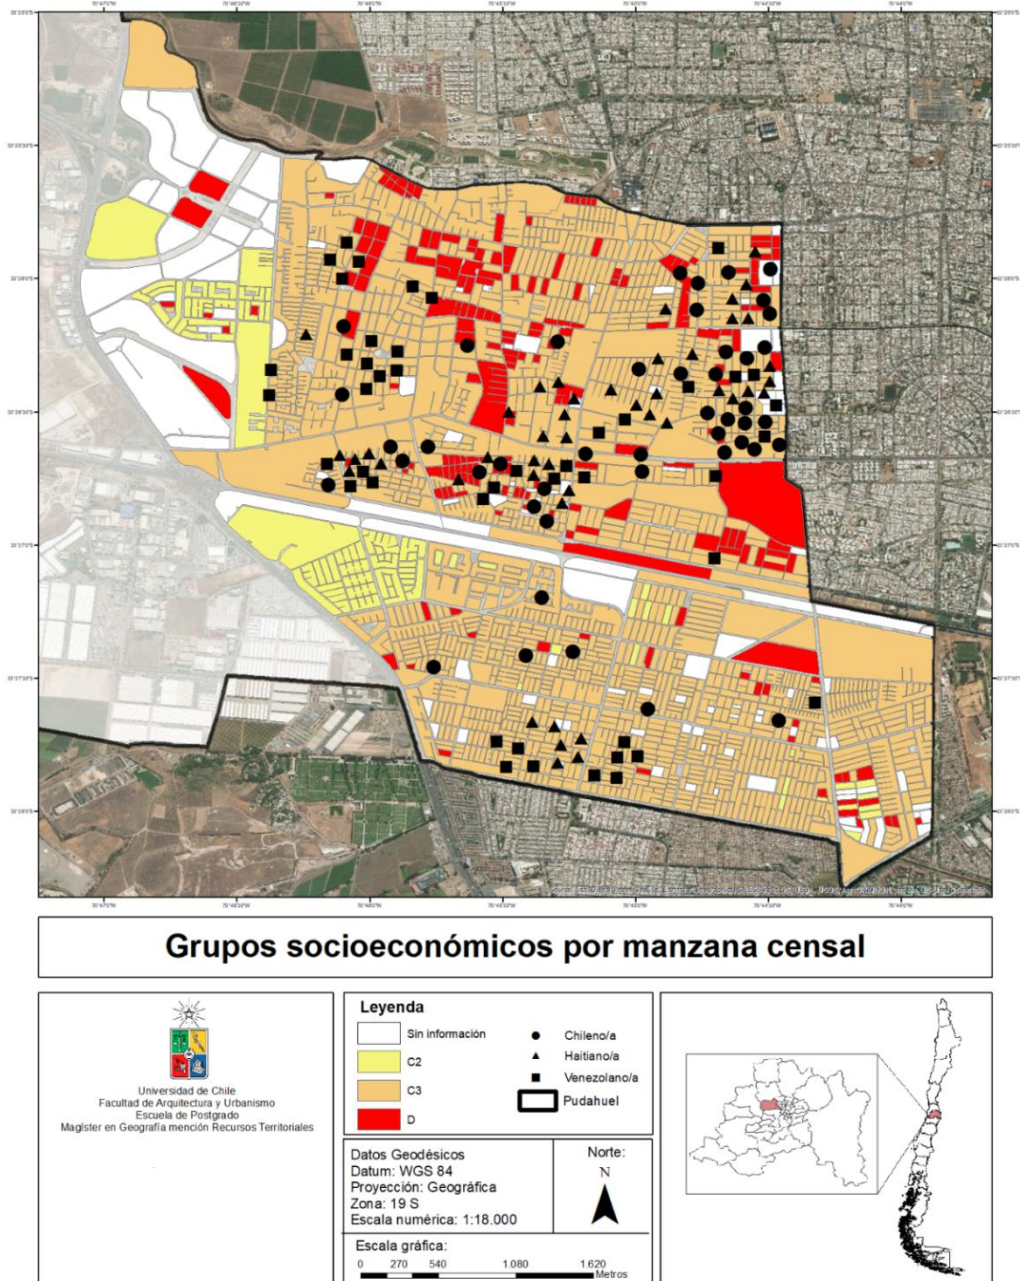 Grupos socioeconómicos por manzana censal
Universidad de Chile
Facultad de Arquitectura y Urbanismo
Escuela de Postgrado
Magíster en Geografía mención Recursos Territoriales
Leyenda
Sin información
C2
C3
D
Chileno/a
Haitiano/a
Venezolano/a
Pudahuel
Datos Geodésicos
Datum: WGS 84
Proyección: Geográfica
Zona: 19 S
Escala numérica: 1:18.000
Norte:
N
Escala gráfica:
0 270 540 1.080 1.620
Metros